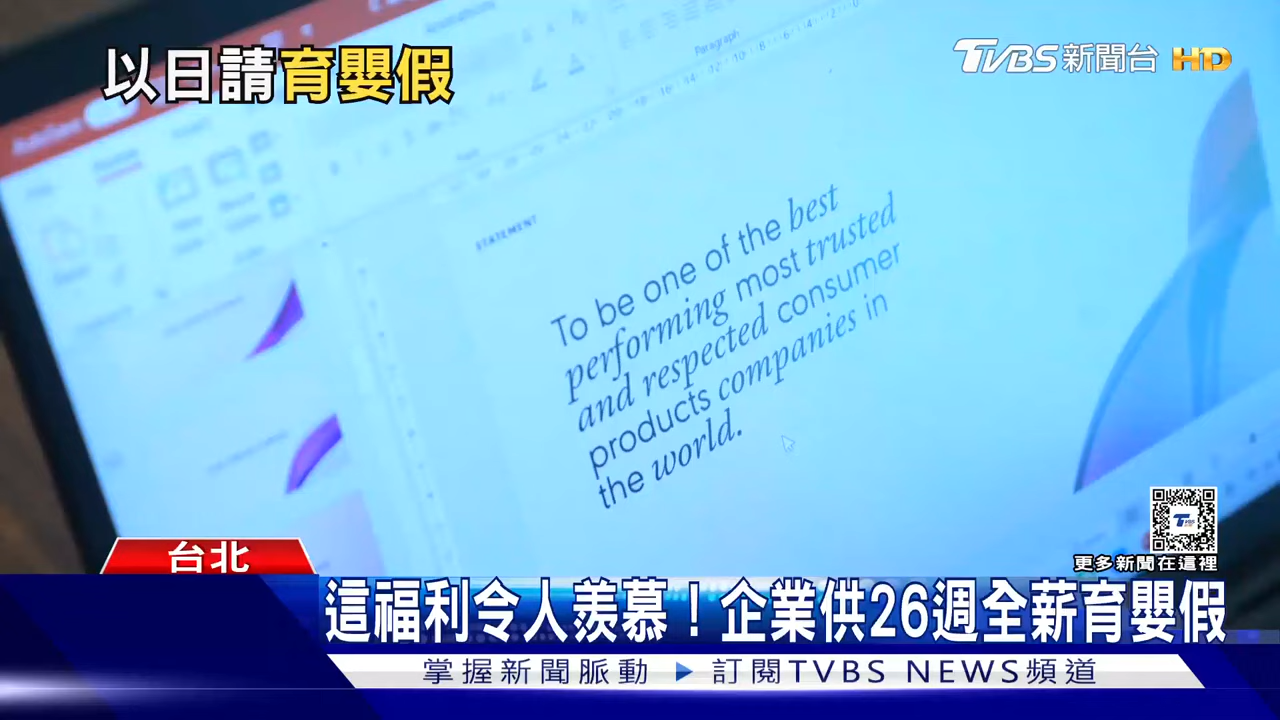 以日請育嬰假
TVBS新聞台 HD
Paragraph
STATEMENT
To be one of the best
performing most trusted
and respected consumer
products companies in
the world.
更多新聞在這裡
台北
這福利令人羨慕！企業供26週全薪育嬰假
掌握新聞脈動 ▶ 訂閱TVBS NEWS頻道